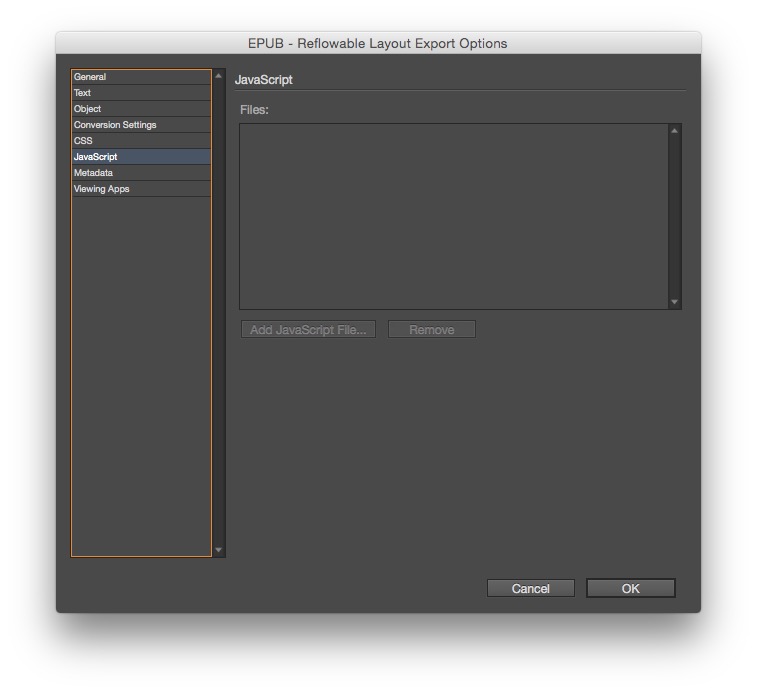 EPUB - Reflowable Layout Export Options
General
Text
Object
Conversion Settings
CSS
JavaScript
Metadata
Viewing Apps
JavaScript
Files:
Add JavaScript File... Remove
Cancel OK